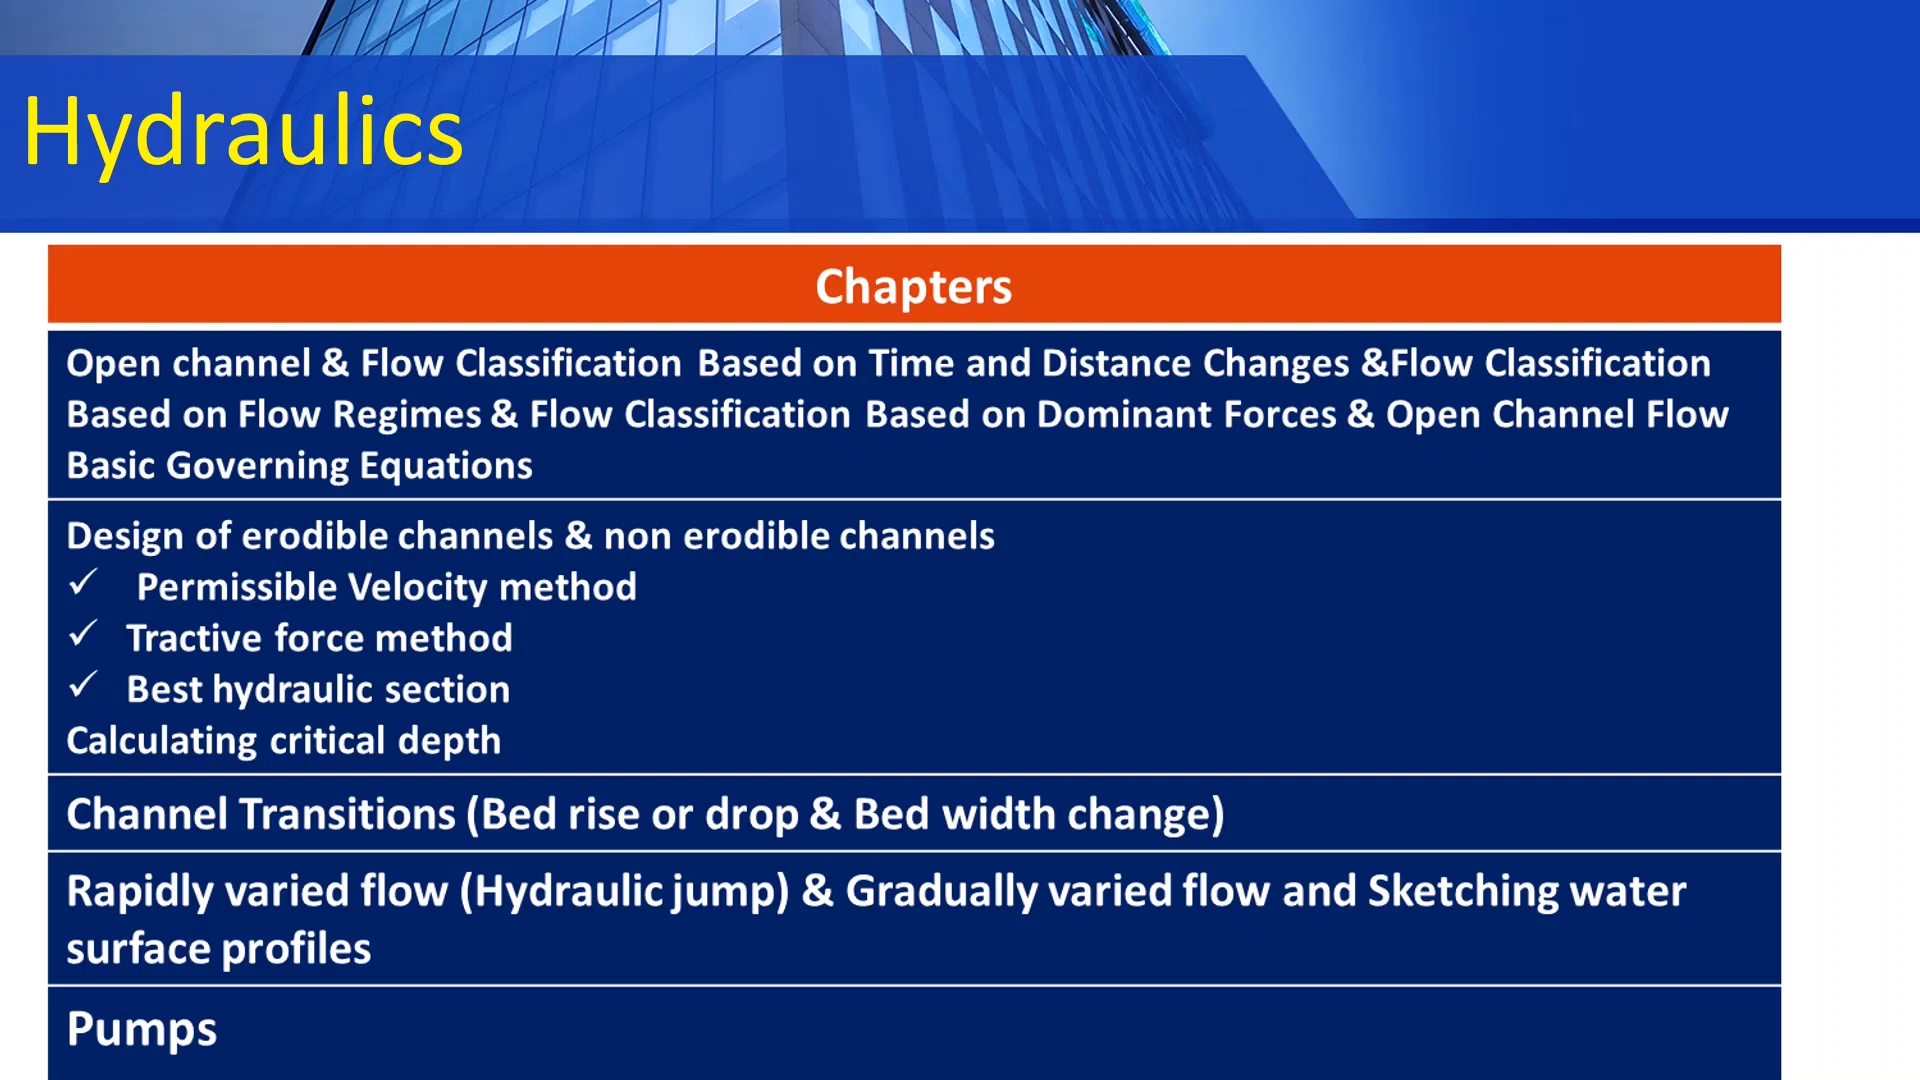 Hydraulics
Chapters
Open channel & Flow Classification Based on Time and Distance Changes &Flow Classification
Based on Flow Regimes & Flow Classification Based on Dominant Forces & Open Channel Flow
Basic Governing Equations
Design of erodible channels & non erodible channels
✓ Permissible Velocity method
✓ Tractive force method
✓ Best hydraulic section
Calculating critical depth
Channel Transitions (Bed rise or drop & Bed width change)
Rapidly varied flow (Hydraulic jump) & Gradually varied flow and Sketching water
surface profiles
Pumps